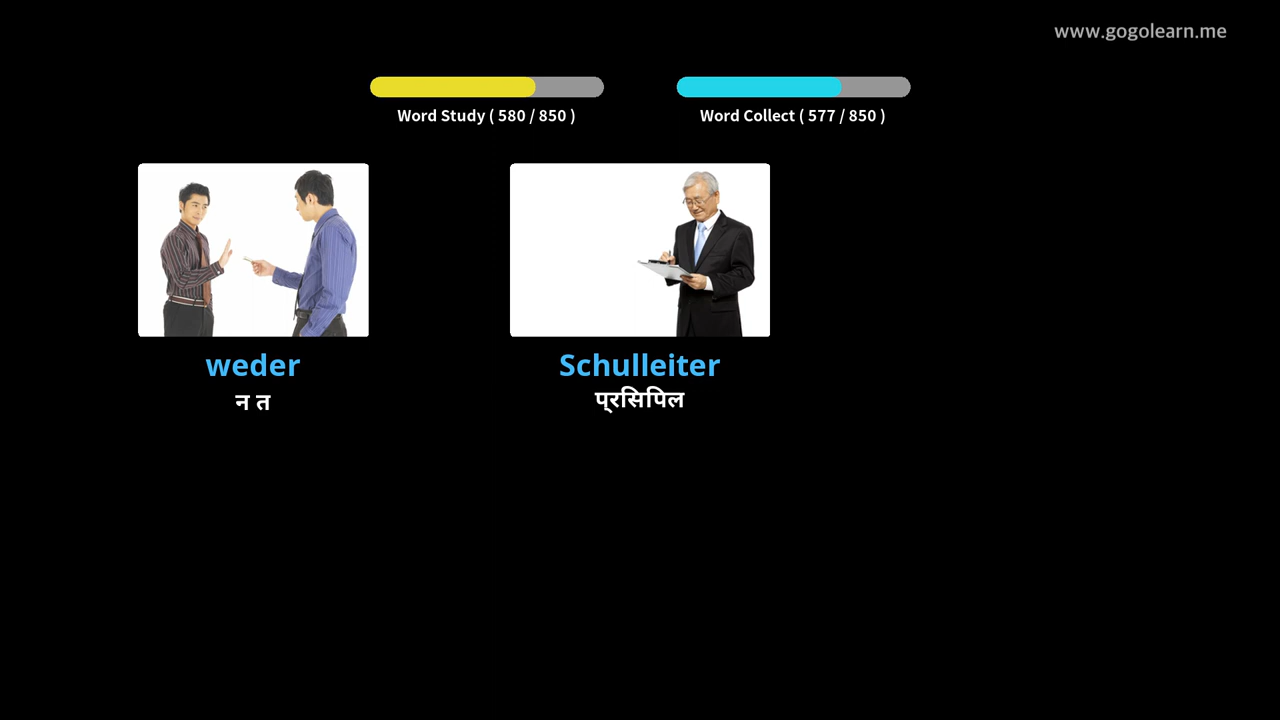 www.gogolearn.me
Word Study ( 580 / 850 )
Word Collect ( 577 / 850 )
weder
Schulleiter
न त
प्रसिपिल